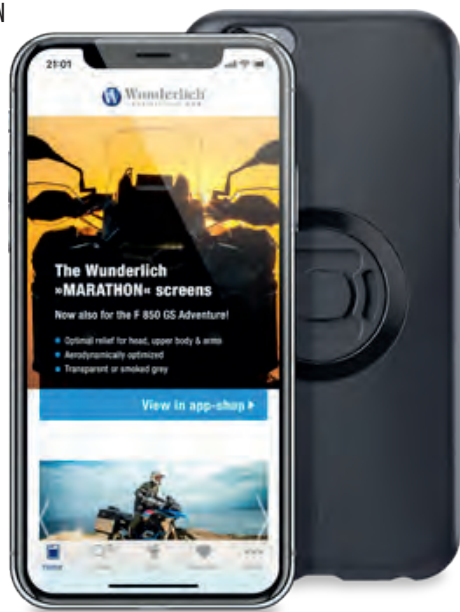 N
21:01
Wunderlich
The Wunderlich
»MARATHON« screens
Now also for the F 850 GS Adventure!
Optimal relief for head, upper body & arms
Aerodynamically optimized
Transparent or smoked grey
View in app-shop